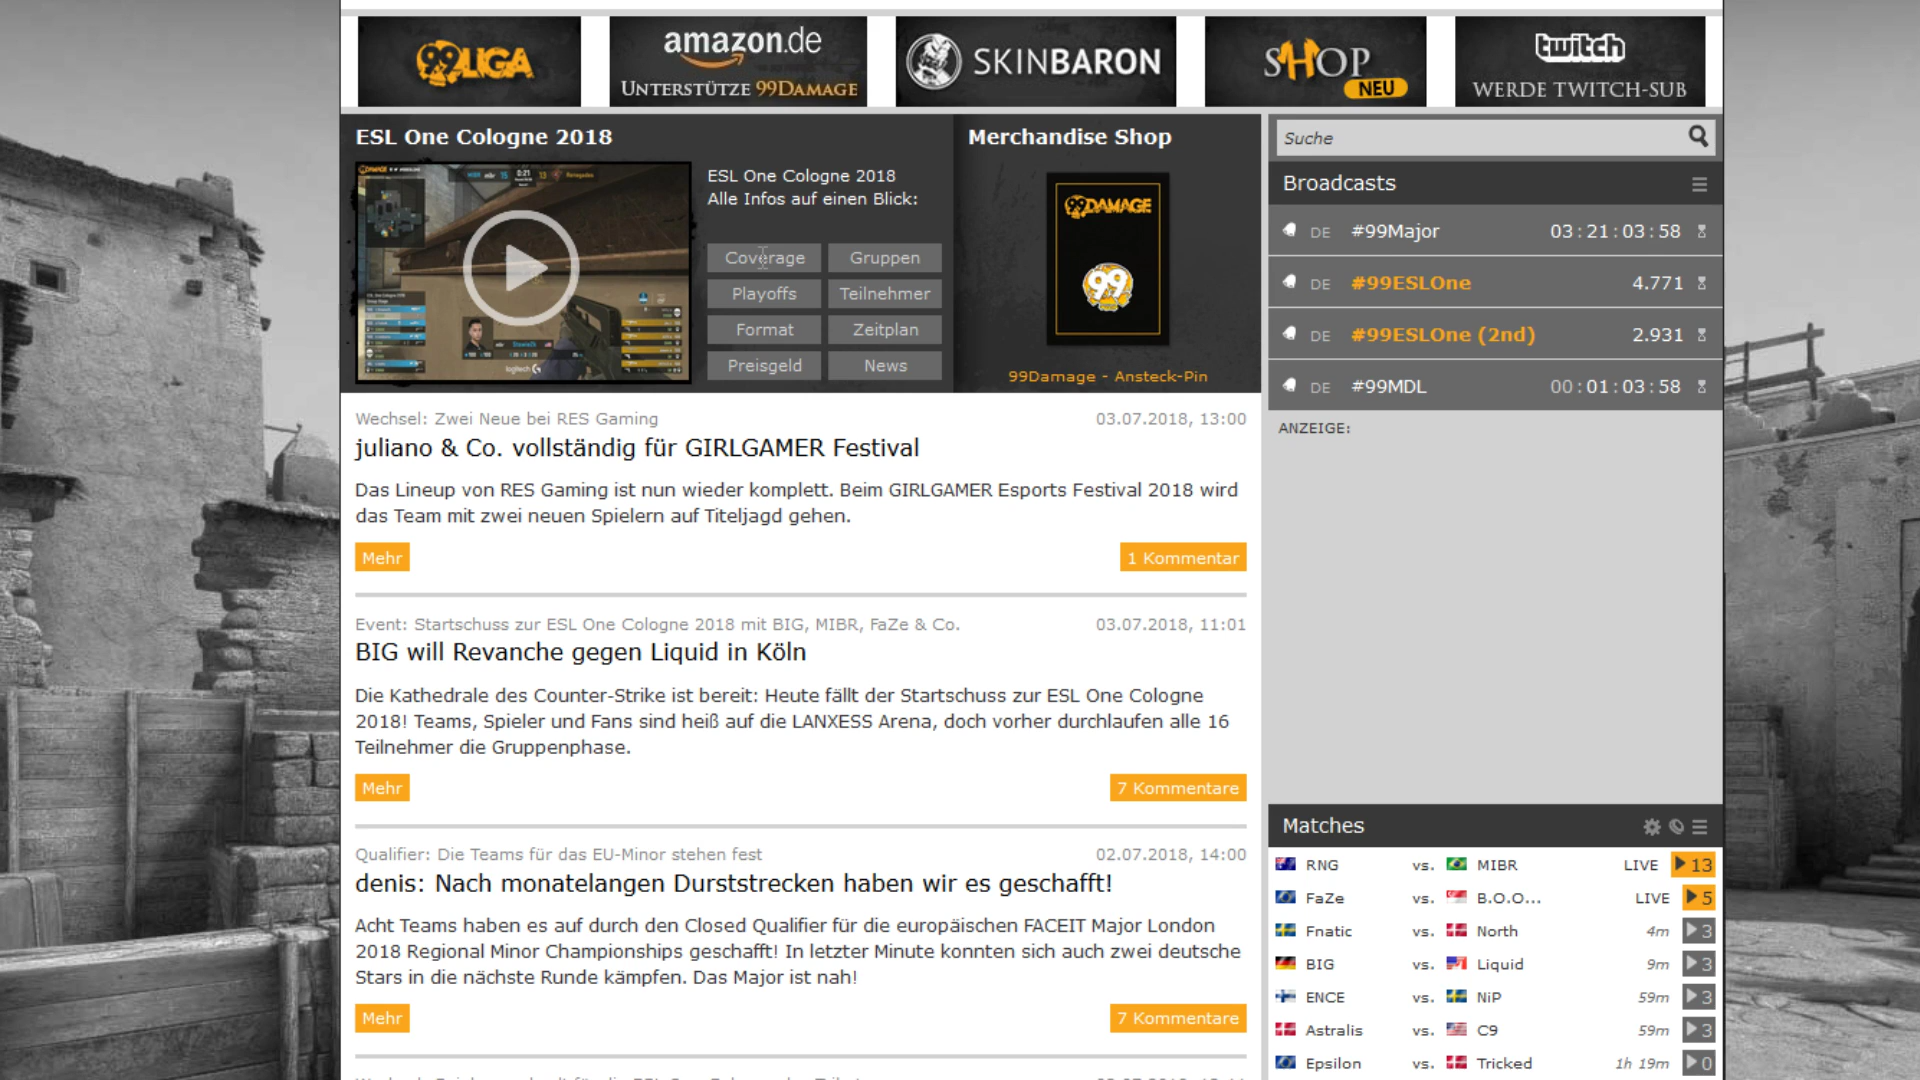 99LIGA
amazon.de
UNTERSTÜTZE 99DAMAGE
SKINBARON
SHOP
NEU
twitch
WERDE TWITCH-SUB
ESL One Cologne 2018
ESL One Cologne 2018
Alle Infos auf einen Blick:
Coverage
Gruppen
Playoffs
Teilnehmer
Format
Zeitplan
Preisgeld
News
15 0:21 13 Renegades
logitech
Merchandise Shop
99DAMAGE
99
99Damage - Ansteck-Pin
Suche
Broadcasts
DE #99Major 03:21:03:58
DE #99ESLOne 4.771
DE #99ESLOne (2nd) 2.931
DE #99MDL 00:01:03:58
ANZEIGE:
Wechsel: Zwei Neue bei RES Gaming 03.07.2018, 13:00
juliano & Co. vollständig für GIRLGAMER Festival
Das Lineup von RES Gaming ist nun wieder komplett. Beim GIRLGAMER Esports Festival 2018 wird
das Team mit zwei neuen Spielern auf Titeljagd gehen.
Mehr
1 Kommentar
Event: Startschuss zur ESL One Cologne 2018 mit BIG, MIBR, FaZe & Co. 03.07.2018, 11:01
BIG will Revanche gegen Liquid in Köln
Die Kathedrale des Counter-Strike ist bereit: Heute fällt der Startschuss zur ESL One Cologne
2018! Teams, Spieler und Fans sind heiß auf die LANXESS Arena, doch vorher durchlaufen alle 16
Teilnehmer die Gruppenphase.
Mehr
7 Kommentare
Qualifier: Die Teams für das EU-Minor stehen fest 02.07.2018, 14:00
denis: Nach monatelangen Durststrecken haben wir es geschafft!
Acht Teams haben es auf durch den Closed Qualifier für die europäischen FACEIT Major London
2018 Regional Minor Championships geschafft! In letzter Minute konnten sich auch zwei deutsche
Stars in die nächste Runde kämpfen. Das Major ist nah!
Mehr
7 Kommentare
Matches
RNG vs. MIBR LIVE 13
FaZe vs. B.O.O... LIVE 5
Fnatic vs. North 4m 3
BIG vs. Liquid 9m 3
ENCE vs. NiP 59m 3
Astralis vs. C9 59m 3
Epsilon vs. Tricked 1h 19m 0